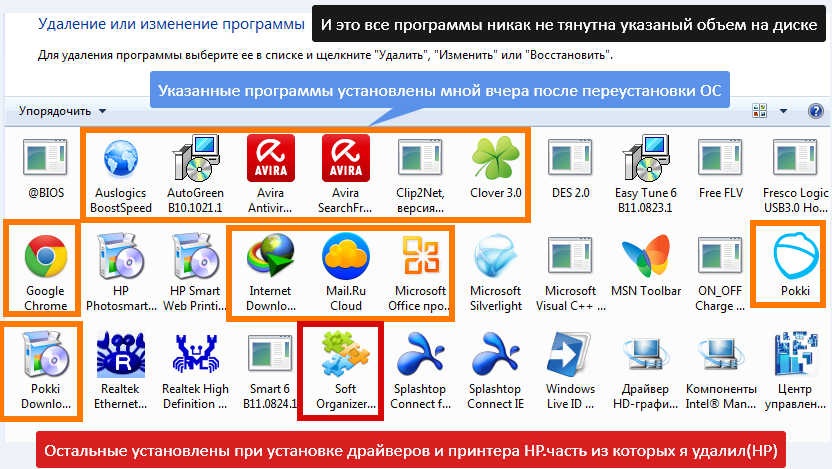 Удаление или изменение программы
И это все программы никак не тянутна указаный объем на диске
Для удаления программы выберите ее в списке и щелкните "Удалить", "Изменить" или "Восстановить".
Указанные программы установлены мной вчера после переустановки ОС
Упорядочить
@BIOS
Auslogics
BoostSpeed
AutoGreen
B10.1021.1
Avira
Antivir...
Avira
SearchFr...
Clip2Net,
версия...
Clover 3.0
DES 2.0
Easy Tune 6
B11.0823.1
Free FLV
Fresco Logic
USB3.0 Ho...
Google
Chrome
HP
Photosmart...
HP Smart
Web Printi...
Internet
Downlo...
Mail.Ru
Cloud
Microsoft
Office про...
Microsoft
Silverlight
Microsoft
Visual C++ ...
MSN Toolbar
ON_OFF
Charge ...
Pokki
Pokki
Downlo...
Realtek
Ethernet...
Realtek High
Definition ...
Smart 6
B11.0824.1
Soft
Organizer...
Splashtop
Connect f...
Splashtop
Connect IE
Windows
Live ID ...
Драйвер
HD-графи...
Компоненты
Intel® Man...
Центр
управлен...
Остальные установлены при установке драйверов и принтера HP.часть из которых я удалил(HP)